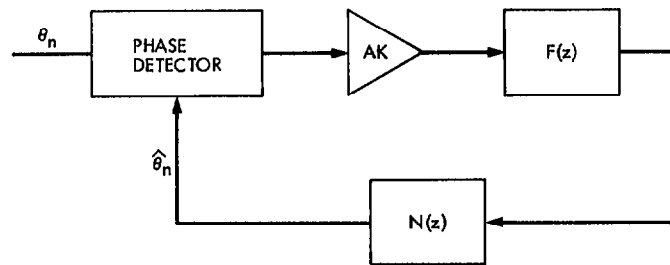 θn
PHASE
DETECTOR
AK
F(z)
θ̂n
N(z)